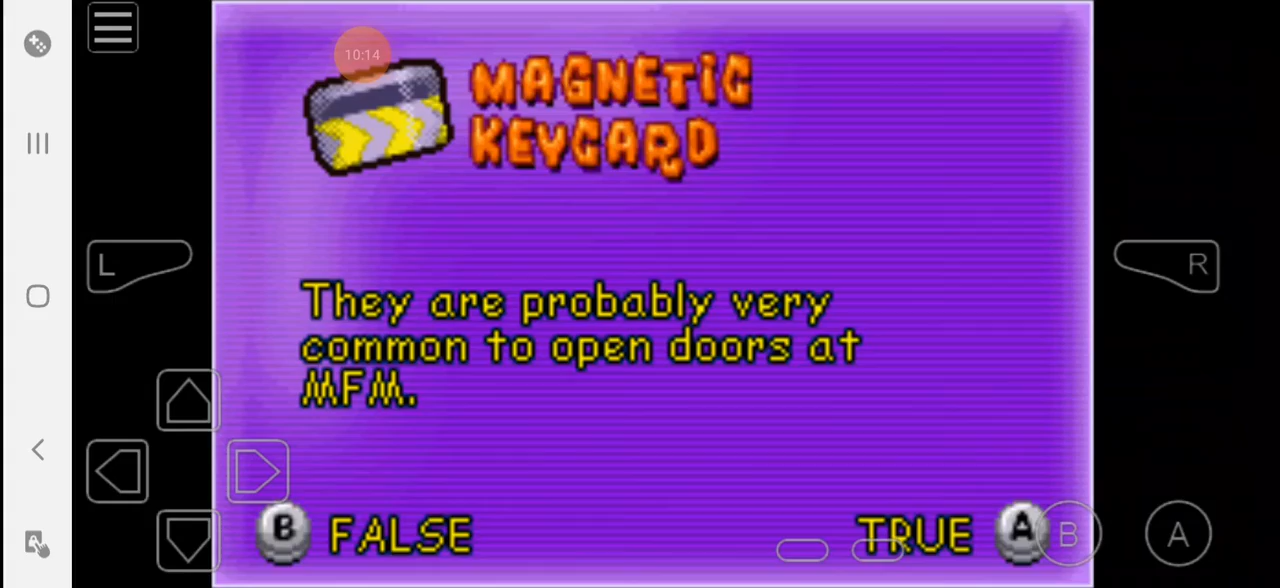 10:14
MAGNETIC
KEYCARD
L
R
They are probably very
common to open doors at
MFM.
B FALSE
TRUE A
B
A